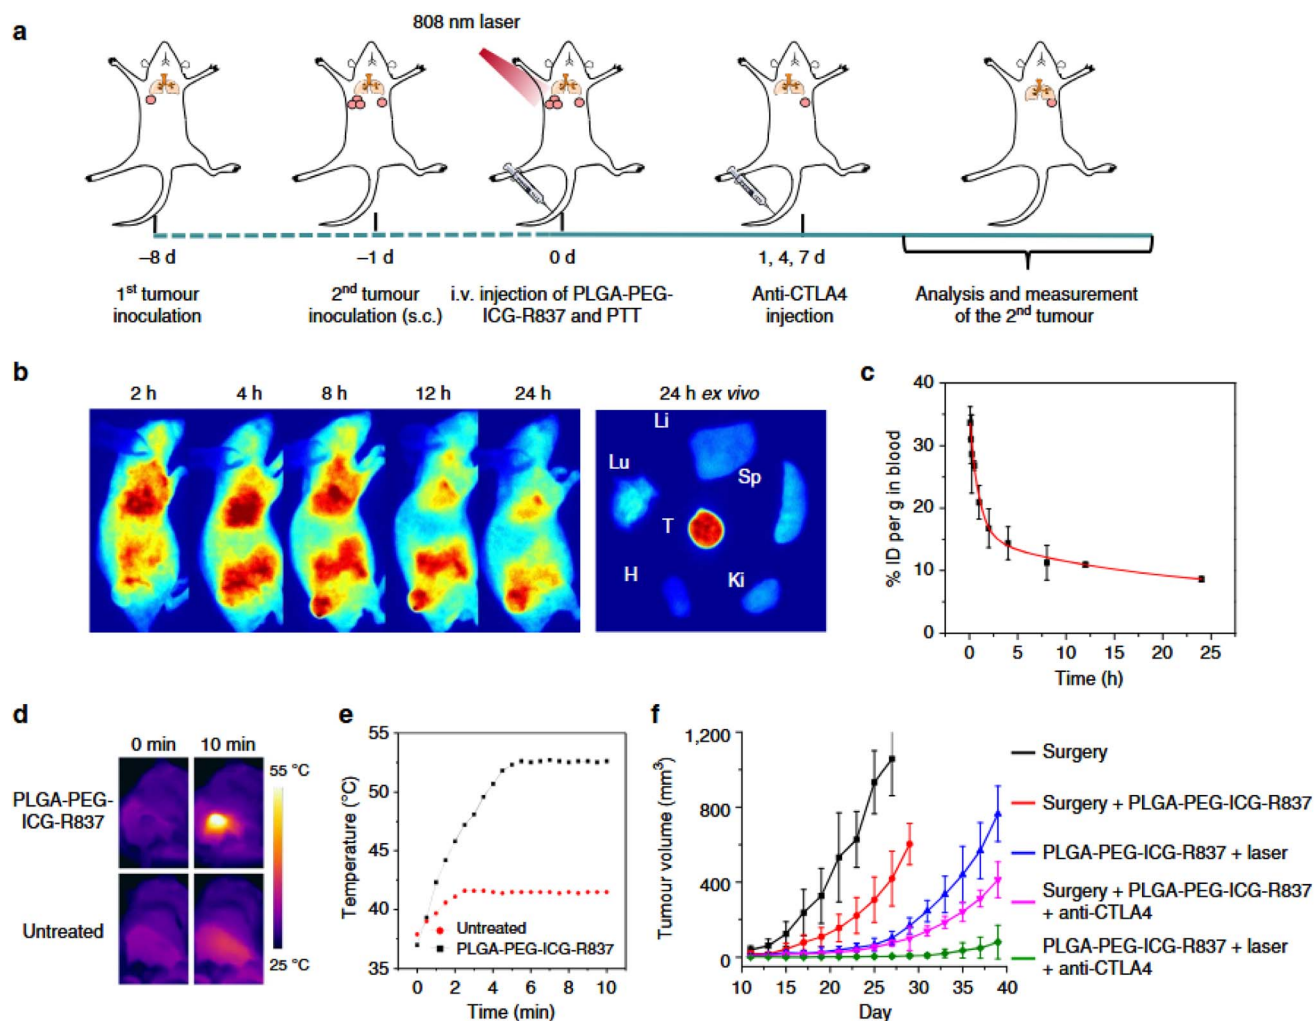 a
808 nm laser
–8 d
–1 d
0 d
1, 4, 7 d
1st tumour
inoculation
2nd tumour
inoculation (s.c.)
i.v. injection of PLGA-PEG-
ICG-R837 and PTT
Anti-CTLA4
injection
Analysis and measurement
of the 2nd tumour
b
2 h
4 h
8 h
12 h
24 h
24 h ex vivo
Li
Lu
Sp
T
H
Ki
c
40
30
20
10
0
% ID per g in blood
0
5
10
15
20
25
Time (h)
d
0 min
10 min
PLGA-PEG-
ICG-R837
Untreated
55 °C
25 °C
e
55
50
45
40
35
Temperature (°C)
Untreated
PLGA-PEG-ICG-R837
0
2
4
6
8
10
Time (min)
f
1,200
800
400
0
Tumour volume (mm3)
10
15
20
25
30
35
40
Day
Surgery
Surgery + PLGA-PEG-ICG-R837
PLGA-PEG-ICG-R837 + laser
Surgery + PLGA-PEG-ICG-R837
+ anti-CTLA4
PLGA-PEG-ICG-R837 + laser
+ anti-CTLA4